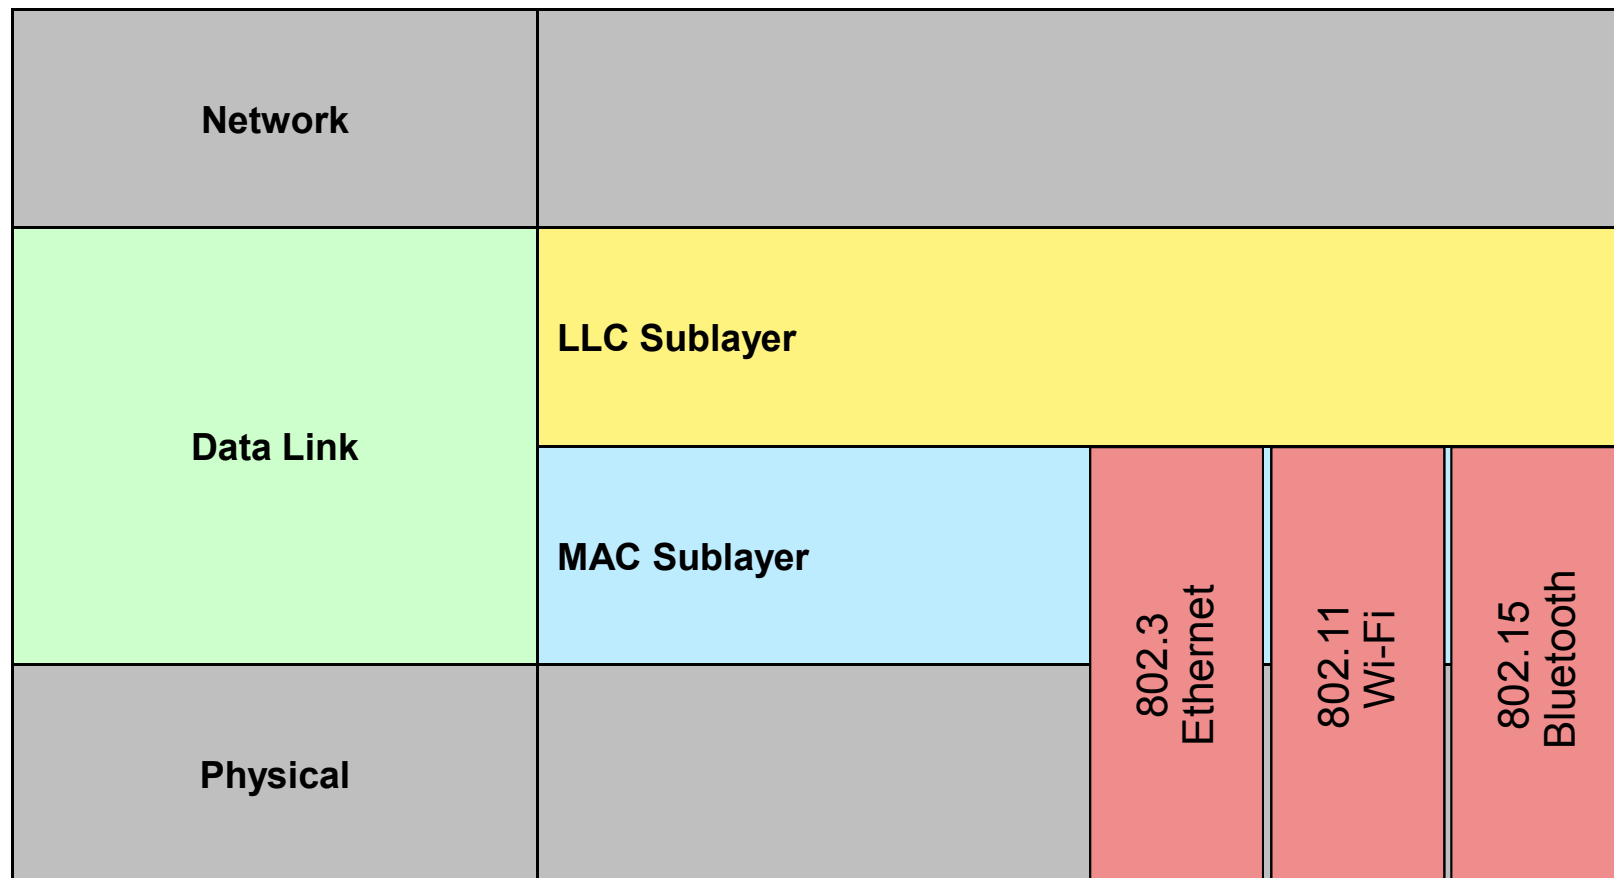 Network
LLC Sublayer
Data Link
MAC Sublayer
802.3
Ethernet
802.11
Wi-Fi
802.15
Bluetooth
Physical